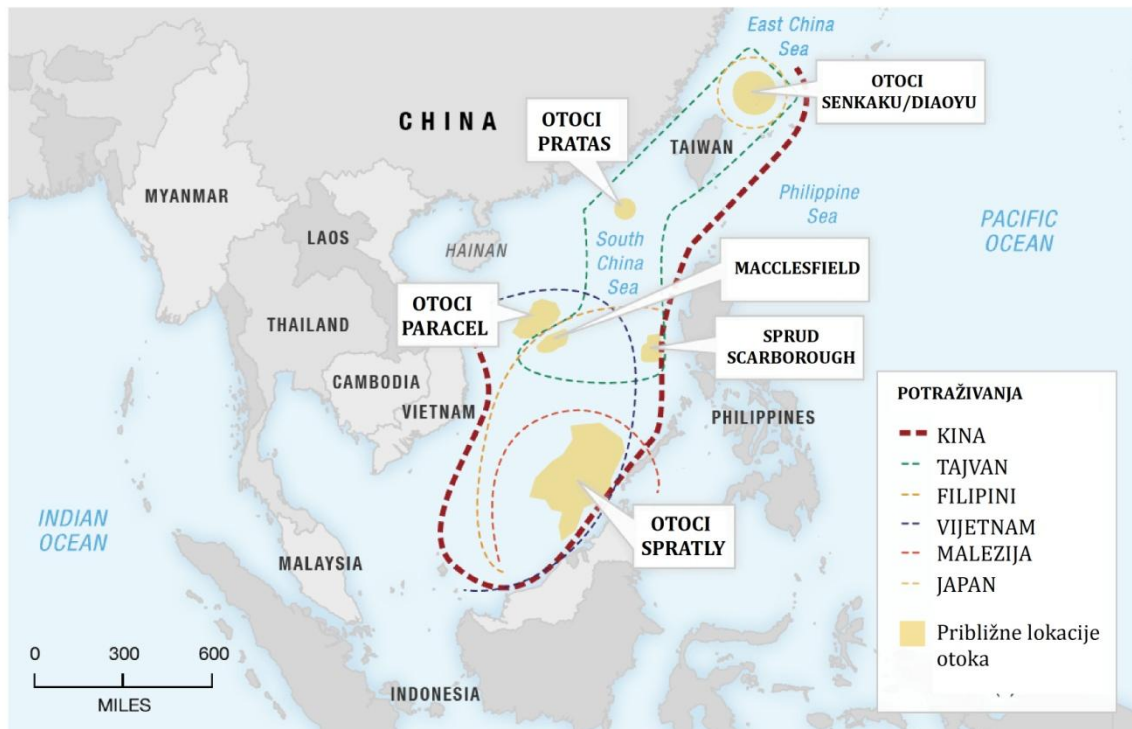 East China
Sea
OTOCI
SENKAKU/DIAOYU
CHINA
OTOCI
PRATAS
TAIWAN
MYANMAR
Philippine
Sea
PACIFIC
OCEAN
LAOS
HAINAN
South
China
Sea
MACCLESFIELD
OTOCI
PARACEL
THAILAND
SPRUD
SCARBOROUGH
CAMBODIA
VIETNAM
PHILIPPINES
POTRAŽIVANJA
KINA
TAJVAN
FILIPINI
VIJETNAM
MALEZIJA
JAPAN
Približne lokacije
otoka
INDIAN
OCEAN
OTOCI
SPRATLY
MALAYSIA
0 300 600
MILES
INDONESIA